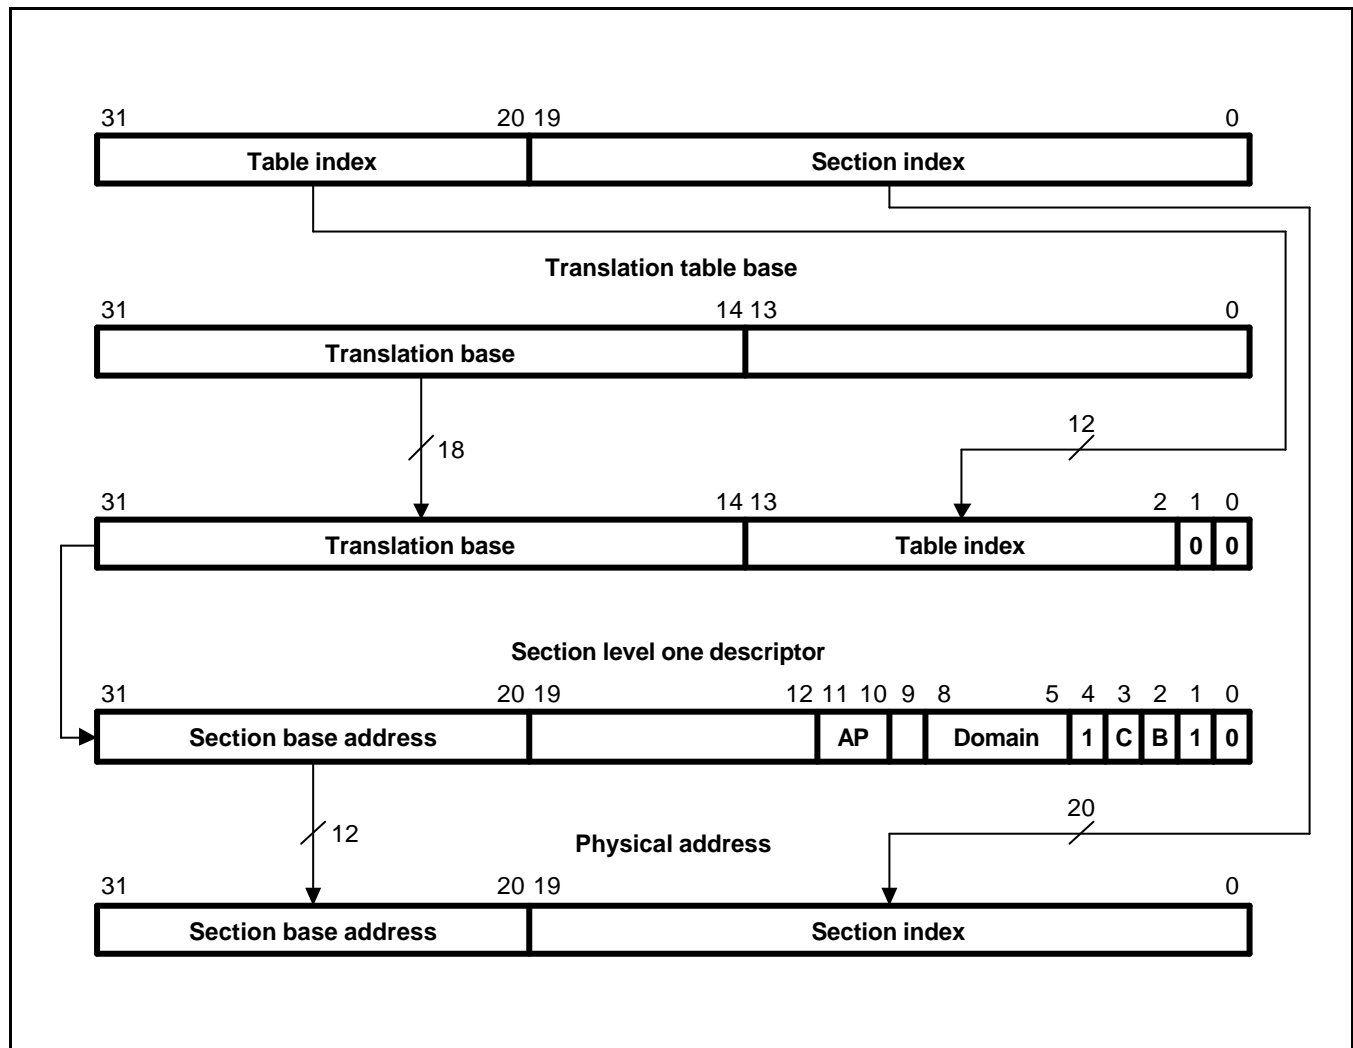 31 20 19 0
Table index Section index
Translation table base
31 14 13 0
Translation base
18 12
31 14 13 2 1 0
Translation base Table index 0 0
Section level one descriptor
31 20 19 12 11 10 9 8 5 4 3 2 1 0
Section base address AP Domain 1 C B 1 0
12 20
Physical address
31 20 19 0
Section base address Section index